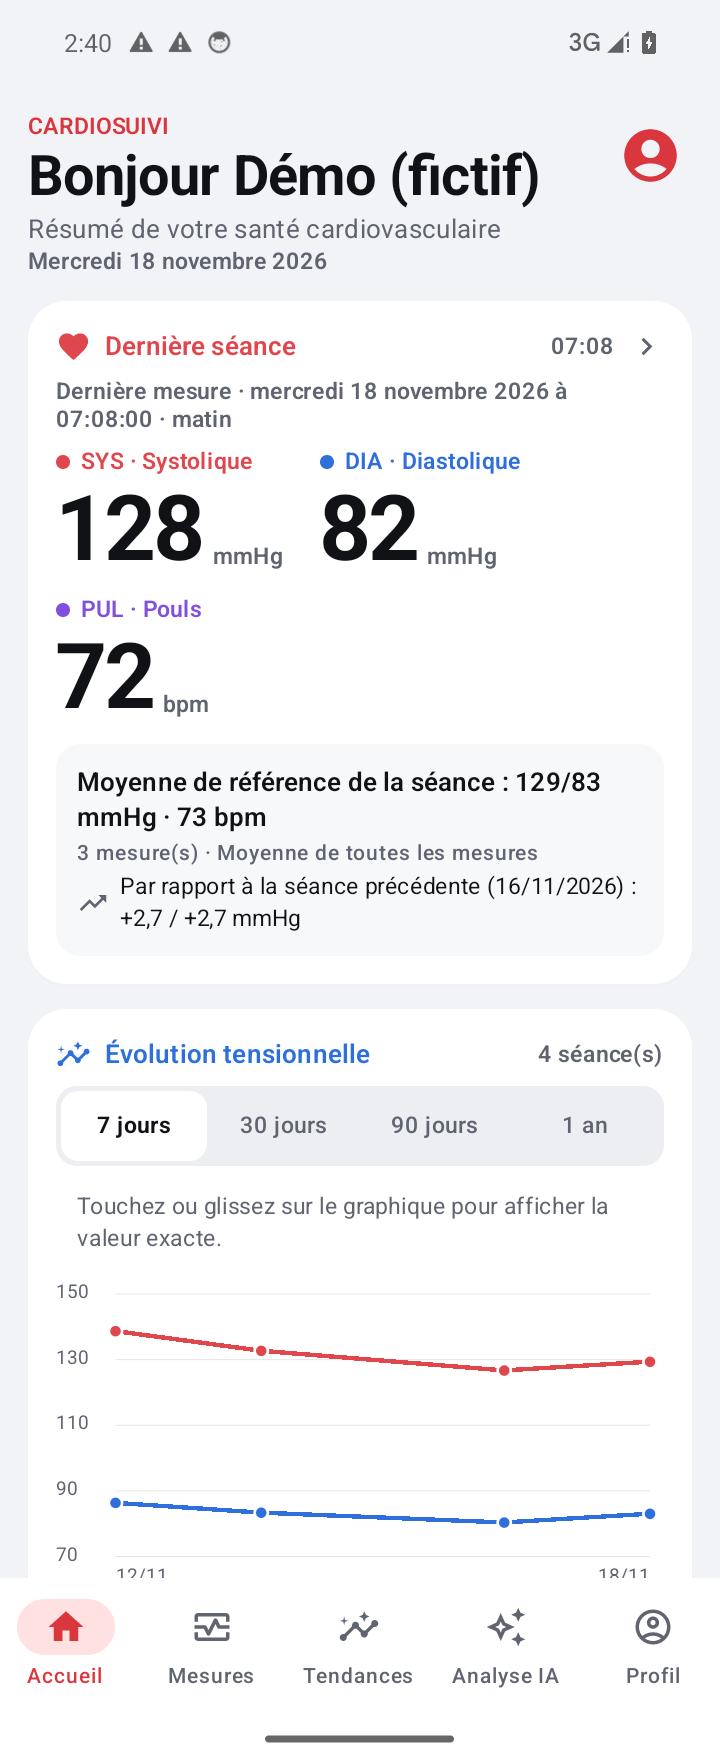 2:40
3G
CARDIOSUIVI
Bonjour Démo (fictif)
Résumé de votre santé cardiovasculaire
Mercredi 18 novembre 2026
Dernière séance 07:08
Dernière mesure · mercredi 18 novembre 2026 à
07:08:00 · matin
SYS · Systolique DIA · Diastolique
128 mmHg 82 mmHg
PUL · Pouls
72 bpm
Moyenne de référence de la séance : 129/83
mmHg · 73 bpm
3 mesure(s) · Moyenne de toutes les mesures
Par rapport à la séance précédente (16/11/2026) :
+2,7 / +2,7 mmHg
Évolution tensionnelle 4 séance(s)
7 jours 30 jours 90 jours 1 an
Touchez ou glissez sur le graphique pour afficher la
valeur exacte.
150
130
110
90
70
12/11 18/11
Accueil Mesures Tendances Analyse IA Profil